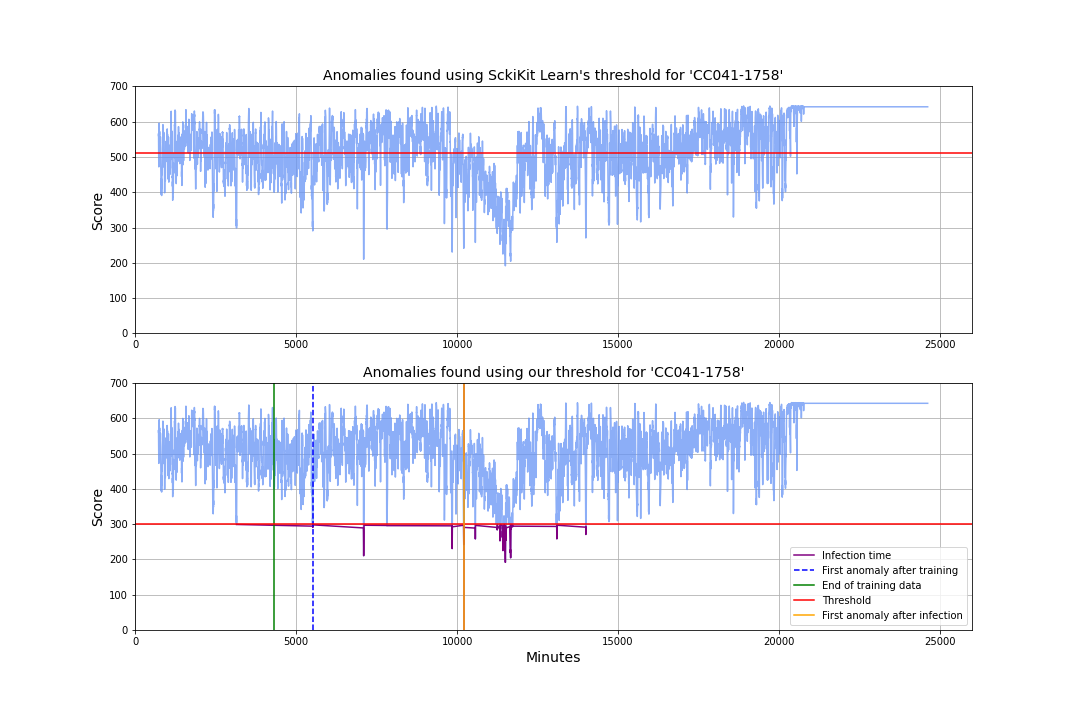 Anomalies found using SckiKit Learn's threshold for 'CC041-1758'
700
600
500
400
300
200
100
0
Score
0 5000 10000 15000 20000 25000
Anomalies found using our threshold for 'CC041-1758'
700
600
500
400
300
200
100
0
Score
Infection time
First anomaly after training
End of training data
Threshold
First anomaly after infection
0 5000 10000 15000 20000 25000
Minutes